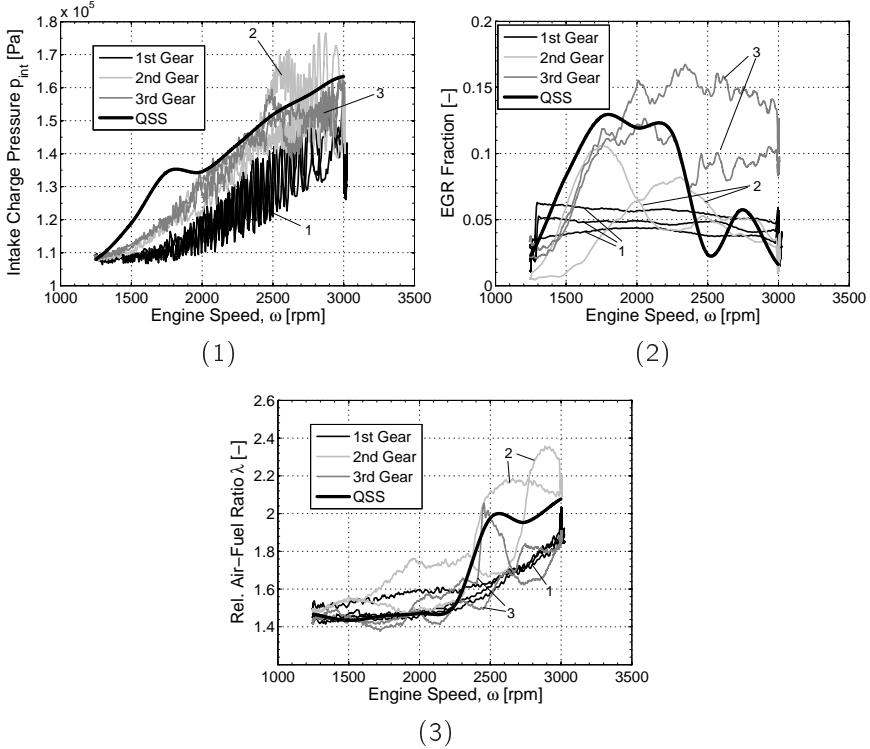 x 10⁵
1.8
1.7
1.6
1.5
1.4
1.3
1.2
1.1
1
Intake Charge Pressure p_int [Pa]
1st Gear
2nd Gear
3rd Gear
QSS
2
3
1
1000 1500 2000 2500 3000 3500
Engine Speed, ω [rpm]
(1)
0.2
0.15
0.1
0.05
0
EGR Fraction [-]
1st Gear
2nd Gear
3rd Gear
QSS
3
2
1
1000 1500 2000 2500 3000 3500
Engine Speed, ω [rpm]
(2)
2.6
2.4
2.2
2
1.8
1.6
1.4
1.2
Rel. Air−Fuel Ratio λ [−]
1st Gear
2nd Gear
3rd Gear
QSS
2
1
3
1000 1500 2000 2500 3000 3500
Engine Speed, ω [rpm]
(3)